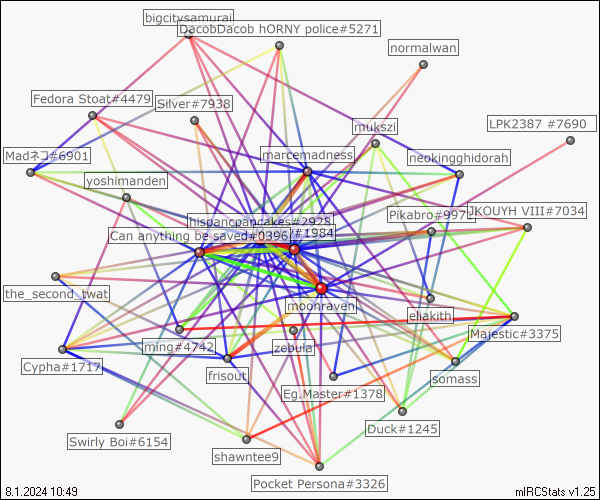 bigcitysamurai
DacobDacob hORNY police#5271
normalwan
Fedora Stoat#4479
Silver#7938
LPK2387 #7690
mukszi
Madネコ#6901
marcemadness
neokingghidorah
yoshimanden
hispancpancakes#2928
Pikabro#9971
JKOUYH VIII#7034
Can anything be saved#0396
#1984
the_second_twat
moonraven
eliakith
Majestic#3375
ming#4742
zebula
Cypha#1717
frisout
somass
Eg.Master#1378
Swirly Boi#6154
Duck#1245
shawntee9
Pocket Persona#3326
8.1.2024 10:49
mIRCStats v1.25